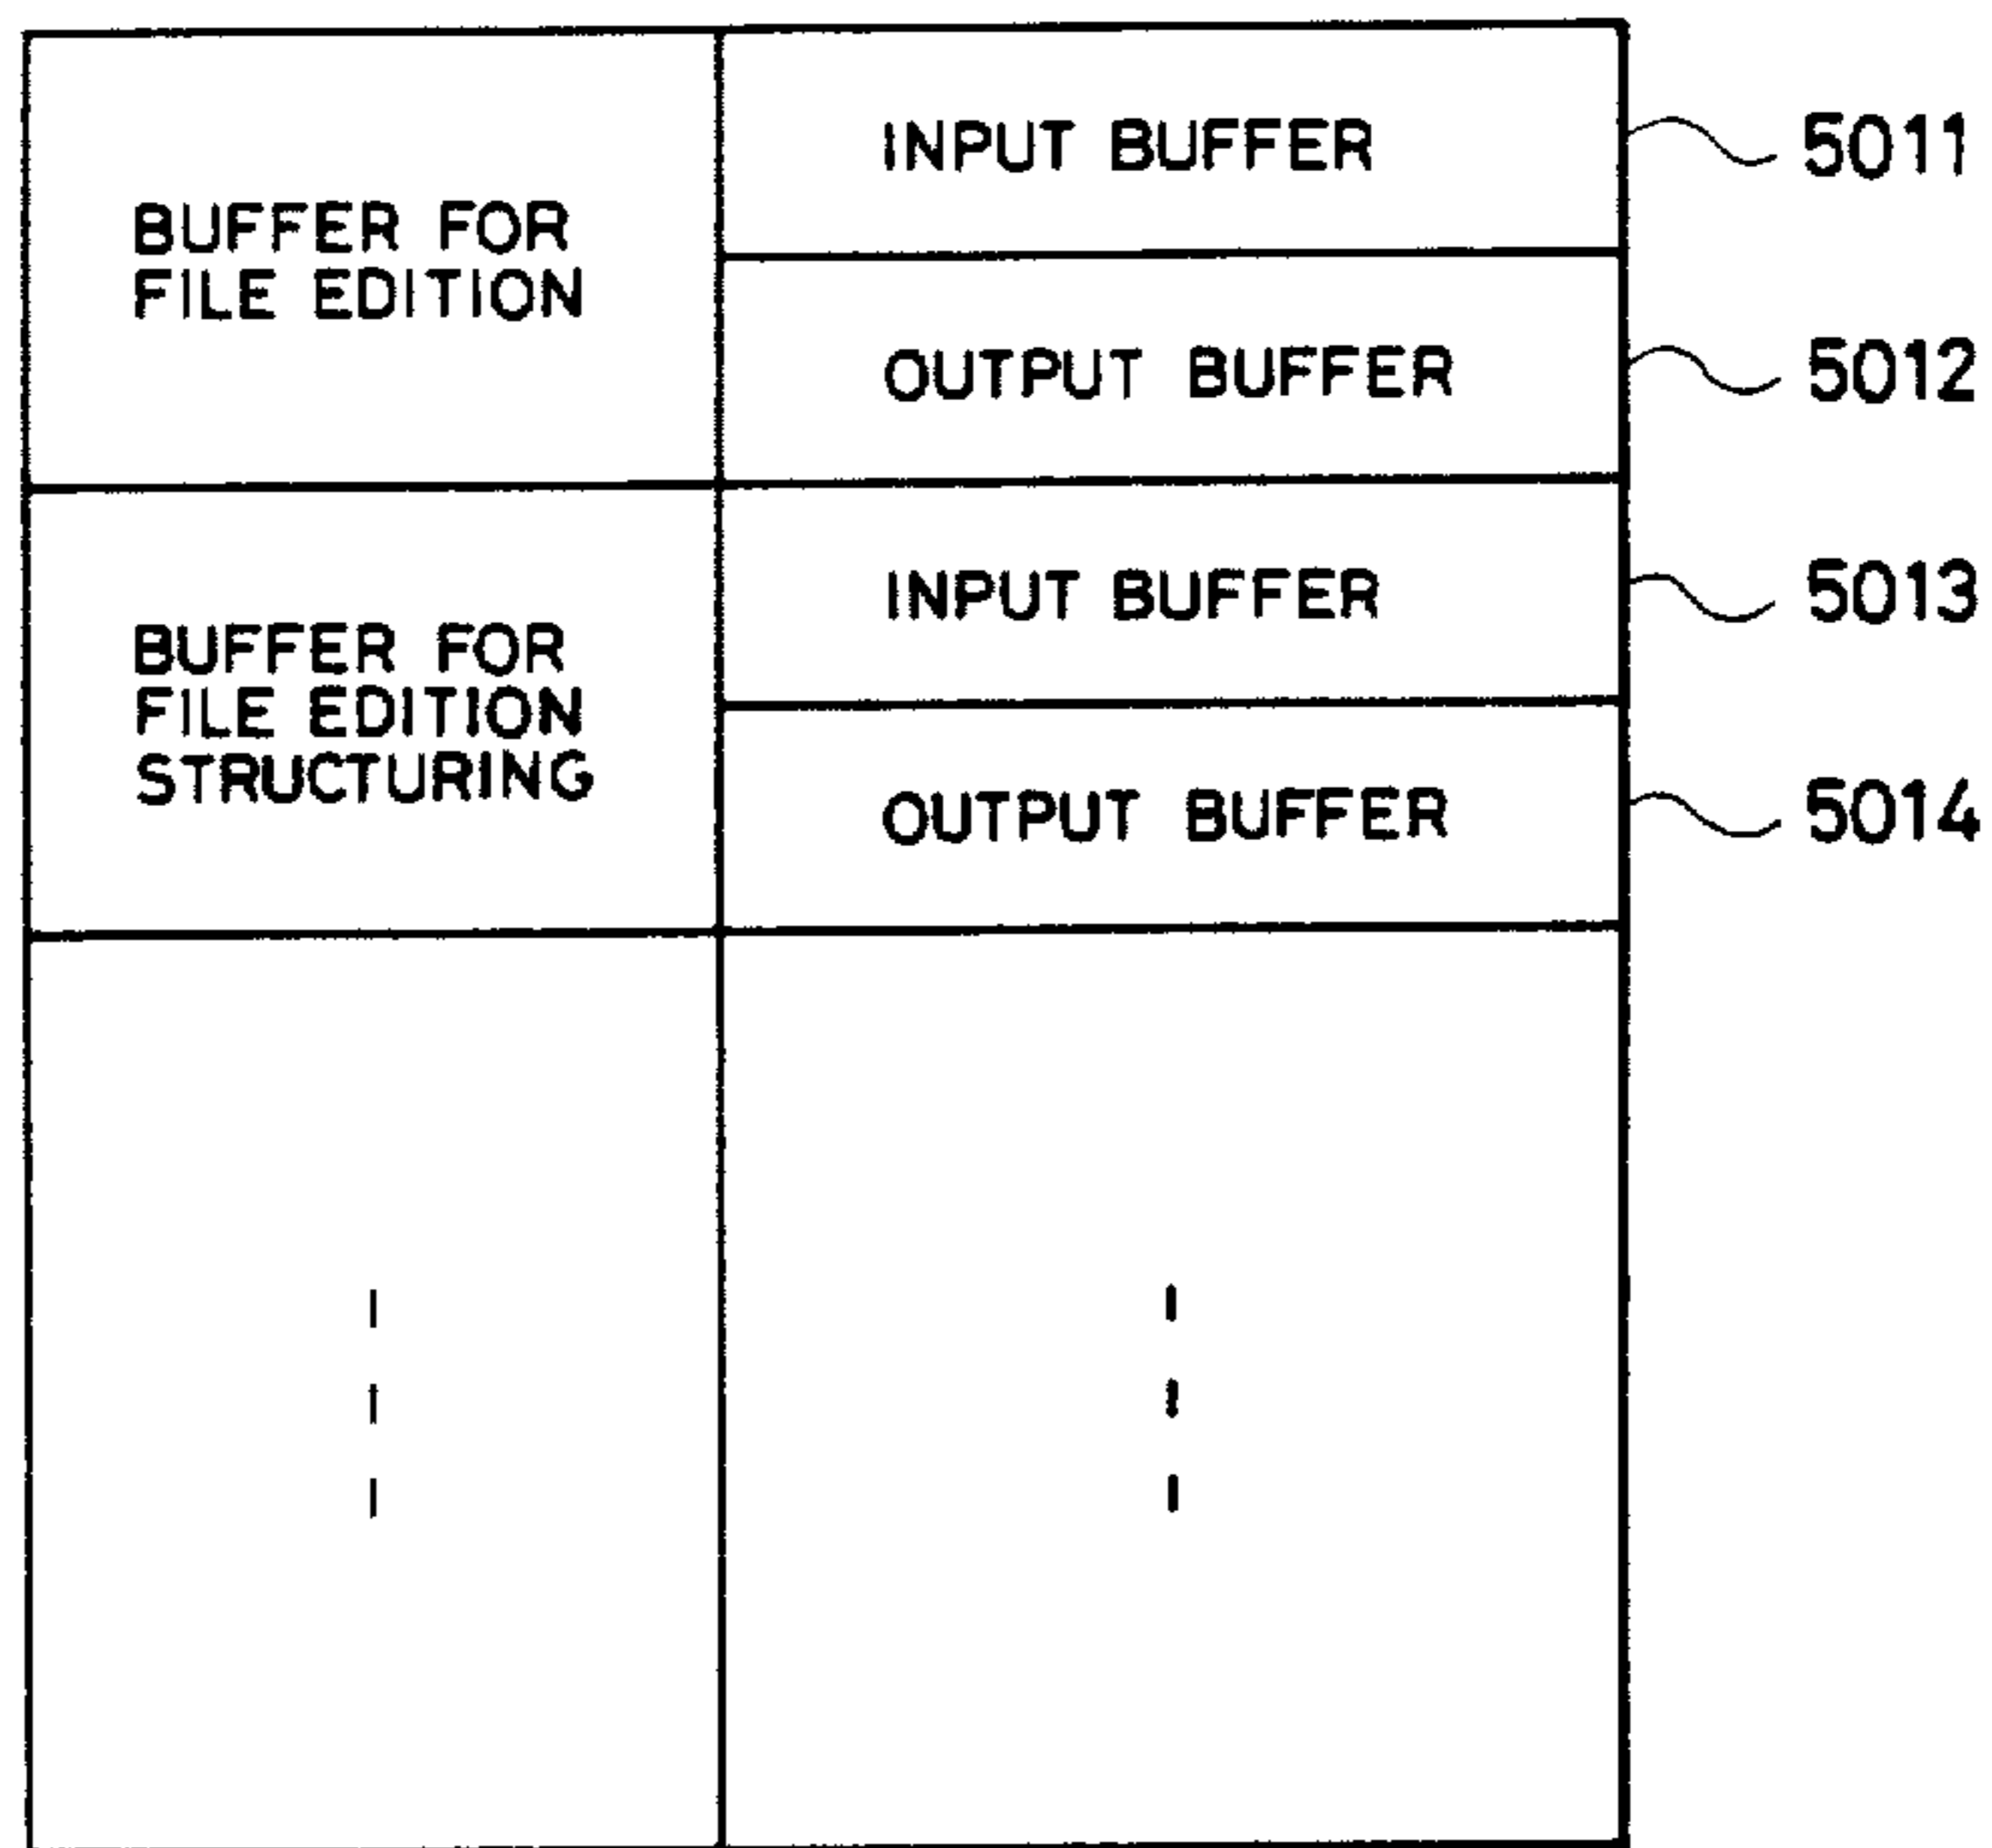 INPUT BUFFER
5011
BUFFER FOR
FILE EDITION
OUTPUT BUFFER
5012
INPUT BUFFER
5013
BUFFER FOR
FILE EDITION
STRUCTURING
OUTPUT BUFFER
5014